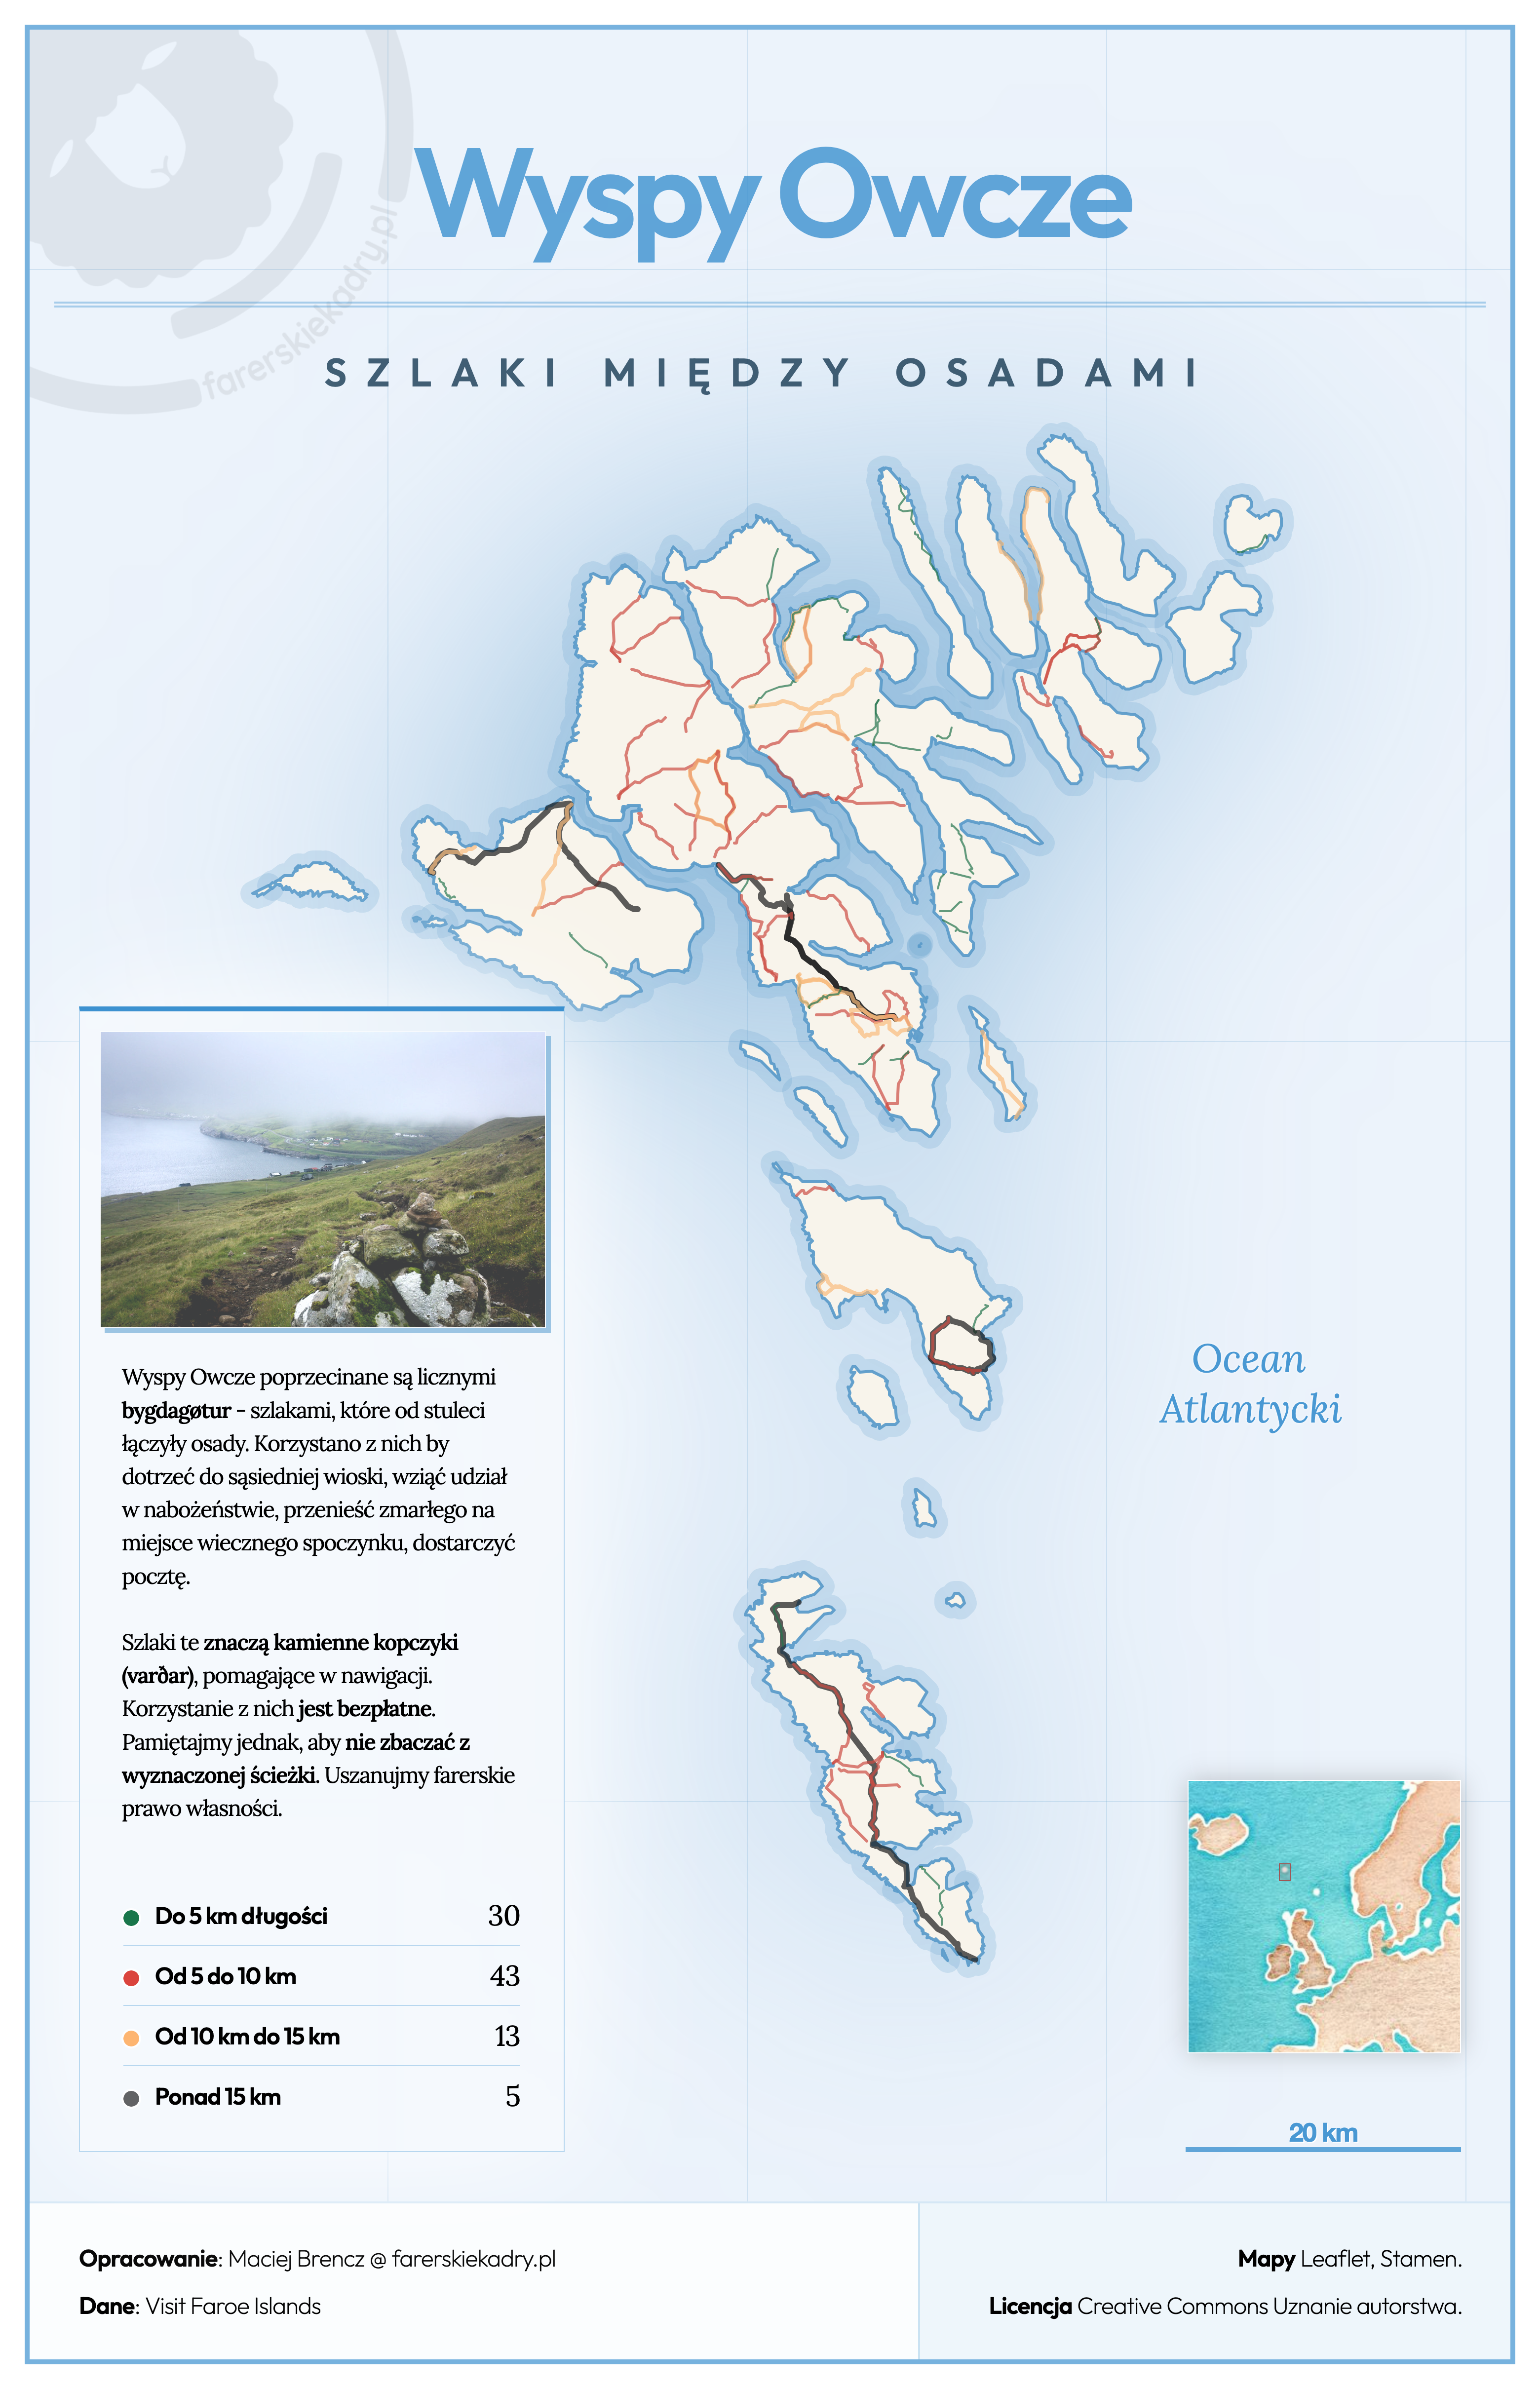 farerskiekadry.pl
Wyspy Owcze
SZLAKI MIĘDZY OSADAMI
Ocean
Atlantycki
Wyspy Owcze poprzecinane są licznymi
bygdagøtur - szlakami, które od stuleci
łączyły osady. Korzystano z nich by
dotrzeć do sąsiedniej wioski, wziąć udział
w nabożeństwie, przenieść zmarłego na
miejsce wiecznego spoczynku, dostarczyć
pocztę.
Szlaki te znaczą kamienne kopczyki
(varðar), pomagające w nawigacji.
Korzystanie z nich jest bezpłatne.
Pamiętajmy jednak, aby nie zbaczać z
wyznaczonej ścieżki. Uszanujmy farerskie
prawo własności.
Do 5 km długości 30
Od 5 do 10 km 43
Od 10 km do 15 km 13
Ponad 15 km 5
20 km
Opracowanie: Maciej Brencz @ farerskiekadry.pl
Dane: Visit Faroe Islands
Mapy Leaflet, Stamen.
Licencja Creative Commons Uznanie autorstwa.